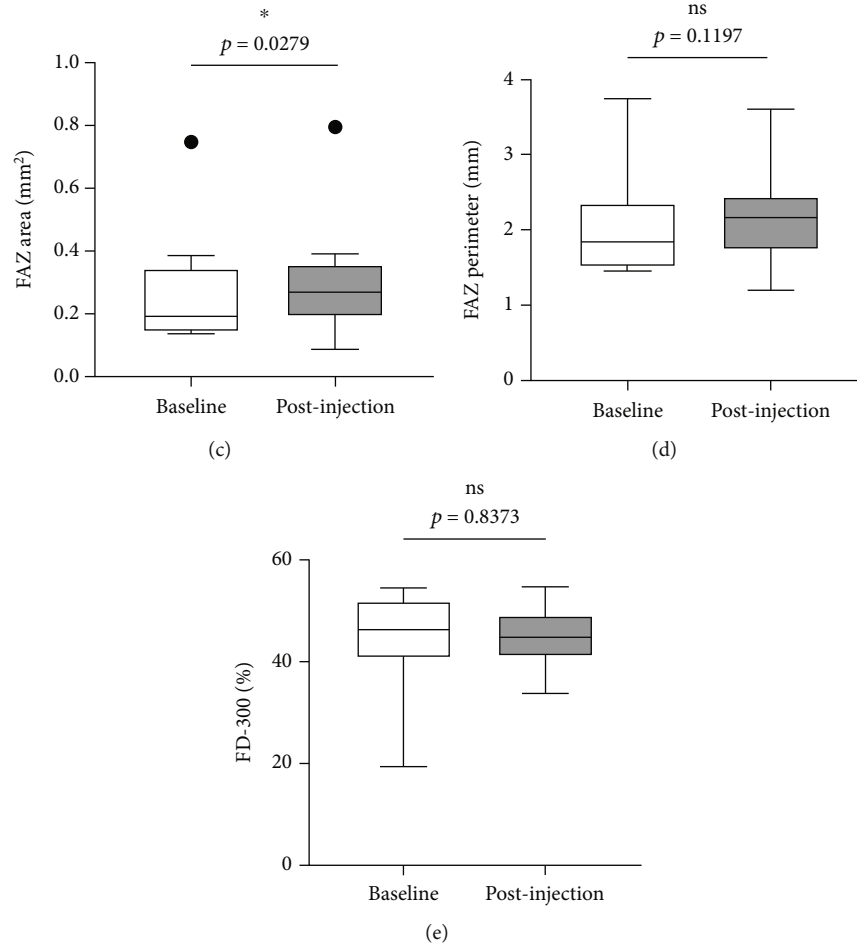 *
p = 0.0279
1.0
0.8
0.6
0.4
0.2
0.0
FAZ area (mm²)
Baseline
Post-injection
(c)
ns
p = 0.1197
4
3
2
1
0
FAZ perimeter (mm)
Baseline
Post-injection
(d)
ns
p = 0.8373
60
40
20
0
FD-300 (%)
Baseline
Post-injection
(e)